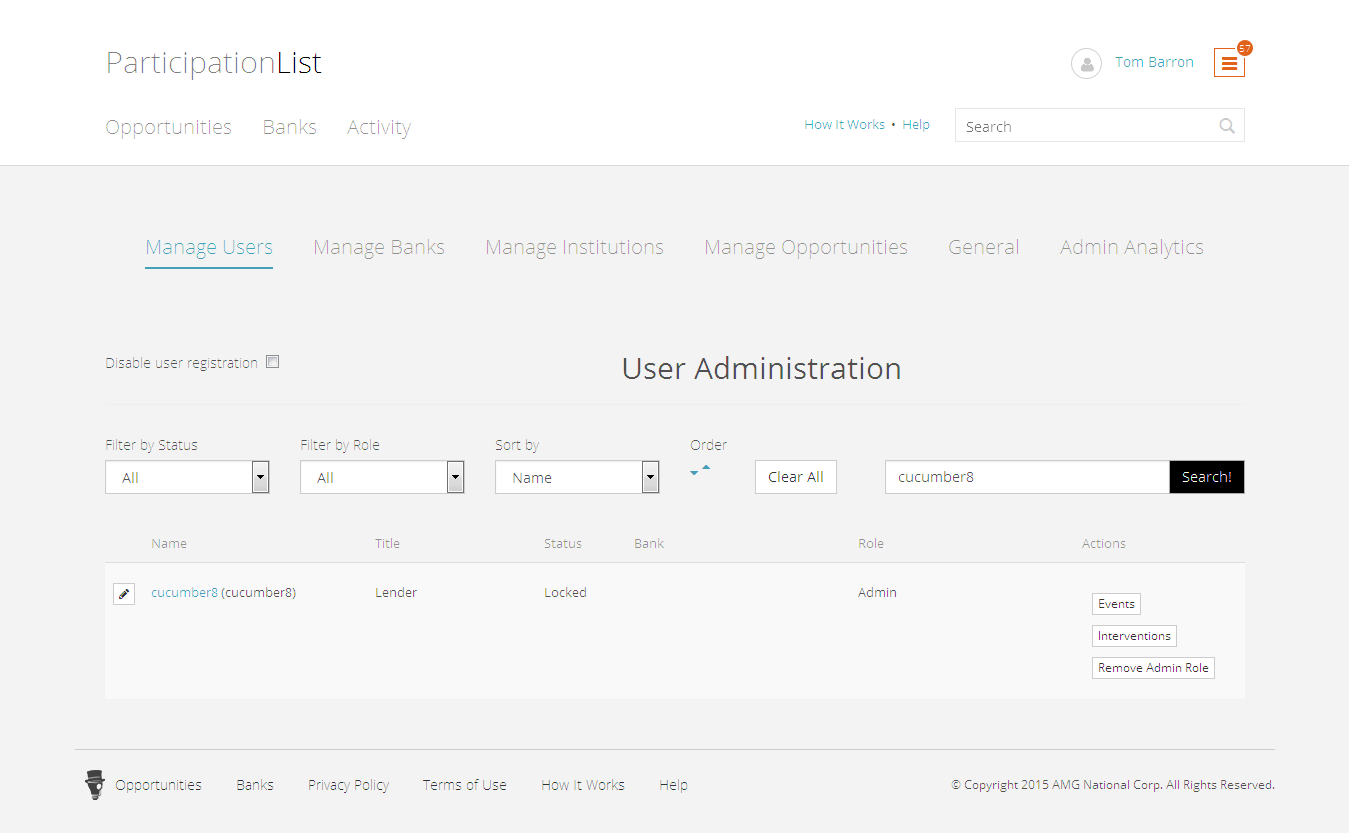 ParticipationList
Tom Barron
57
Opportunities Banks Activity
How It Works • Help
Search
Manage Users Manage Banks Manage Institutions Manage Opportunities General Admin Analytics
Disable user registration
User Administration
Filter by Status Filter by Role Sort by Order
All All Name Clear All cucumber8 Search!
Name Title Status Bank Role Actions
cucumber8 (cucumber8) Lender Locked Admin
Events
Interventions
Remove Admin Role
Opportunities Banks Privacy Policy Terms of Use How It Works Help
© Copyright 2015 AMG National Corp. All Rights Reserved.